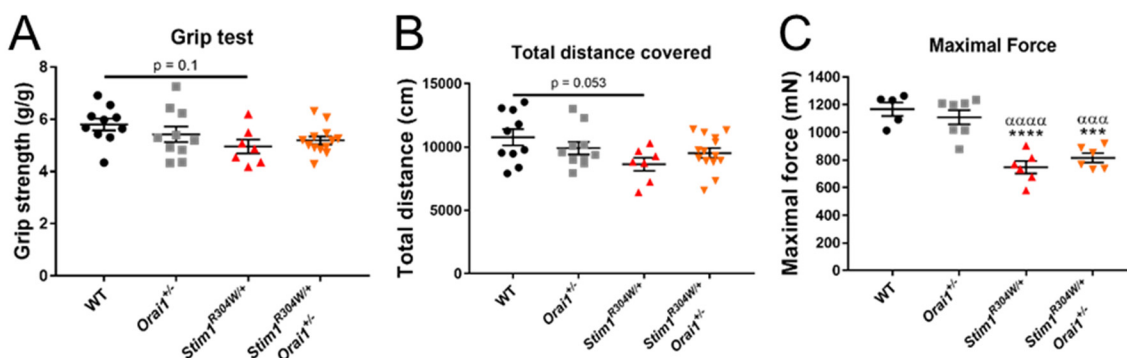 A
Grip test
p = 0.1
Grip strength (g/g)
8
6
4
2
0
WT
Orai1+/-
Stim1R304W/+
Stim1R304W/+
Orai1+/-
B
Total distance covered
p = 0.053
Total distance (cm)
15000
10000
5000
0
WT
Orai1+/-
Stim1R304W/+
Stim1R304W/+
Orai1+/-
C
Maximal Force
Maximal force (mN)
1400
1200
1000
800
600
400
200
0
αααα
****
ααα
***
WT
Orai1+/-
Stim1R304W/+
Stim1R304W/+
Orai1+/-